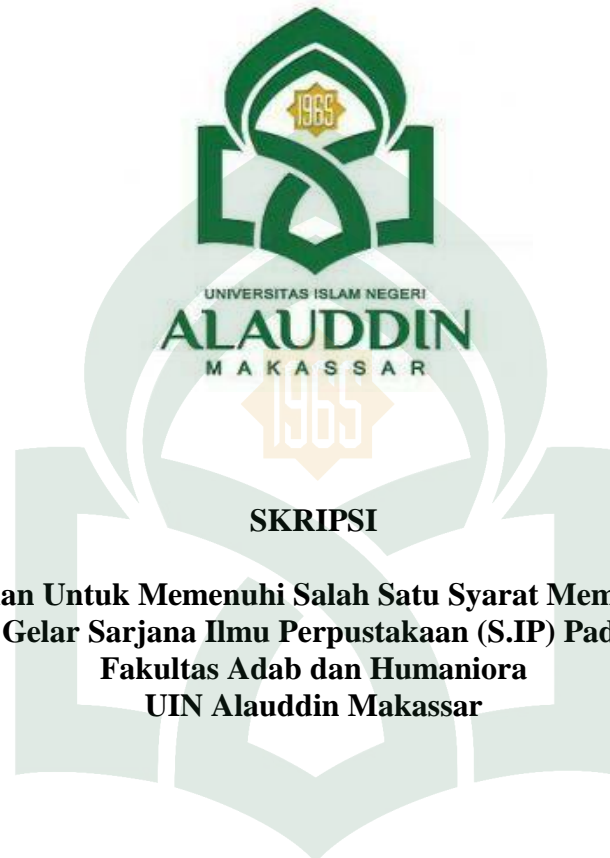 1965
UNIVERSITAS ISLAM NEGERI
ALAUDDIN
MAKASSAR
1965
SKRIPSI
an Untuk Memenuhi Salah Satu Syarat Mem
Gelar Sarjana Ilmu Perpustakaan (S.IP) Pad
Fakultas Adab dan Humaniora
UIN Alauddin Makassar